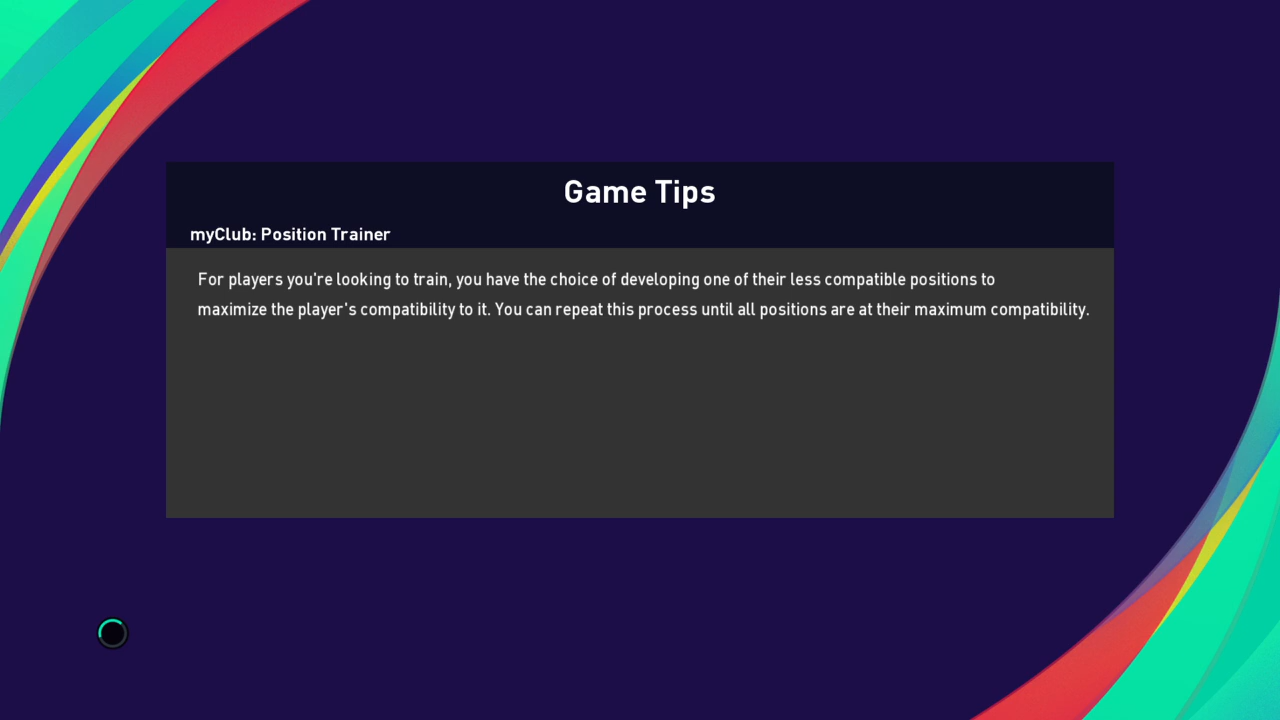 Game Tips
myClub: Position Trainer
For players you're looking to train, you have the choice of developing one of their less compatible positions to
maximize the player's compatibility to it. You can repeat this process until all positions are at their maximum compatibility.